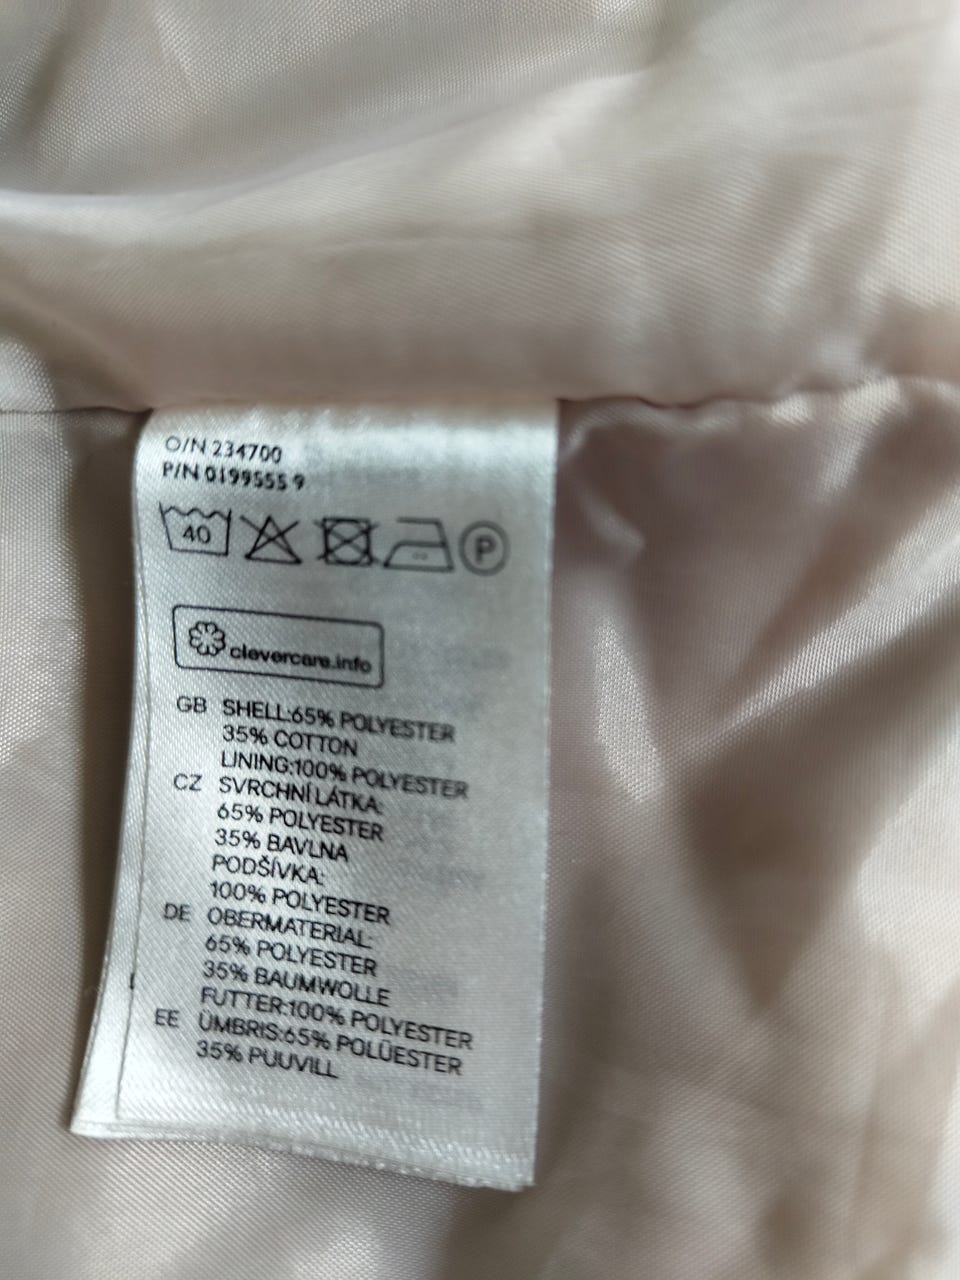 O/N 234700
P/N 0199555 9
40 P
clevercare.info
GB SHELL:65% POLYESTER
35% COTTON
LINING:100% POLYESTER
CZ SVRCHNÍ LÁTKA:
65% POLYESTER
35% BAVLNA
PODŠÍVKA:
100% POLYESTER
DE OBERMATERIAL:
65% POLYESTER
35% BAUMWOLLE
FUTTER:100% POLYESTER
EE ÜMBRIS:65% POLÜESTER
35% PUUVILL